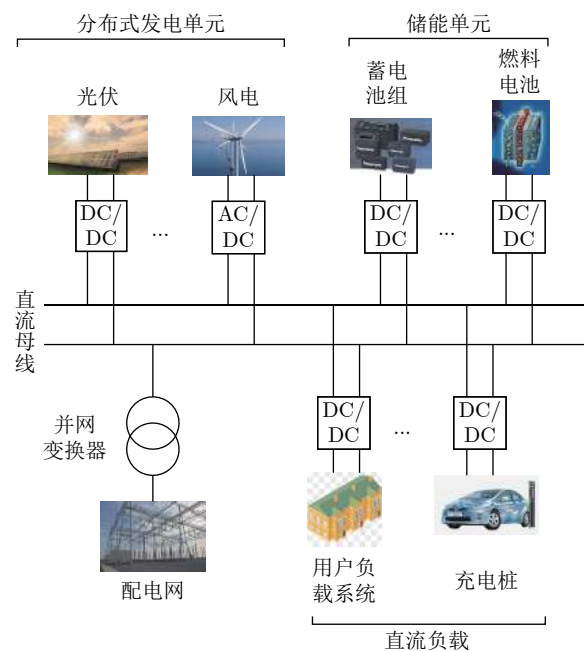 分布式发电单元
储能单元
光伏
风电
蓄电
池组
燃料
电池
DC/
DC
...
AC/
DC
DC/
DC
...
DC/
DC
直流母线
并网
变换器
DC/
DC
...
DC/
DC
配电网
用户负
载系统
充电桩
直流负载